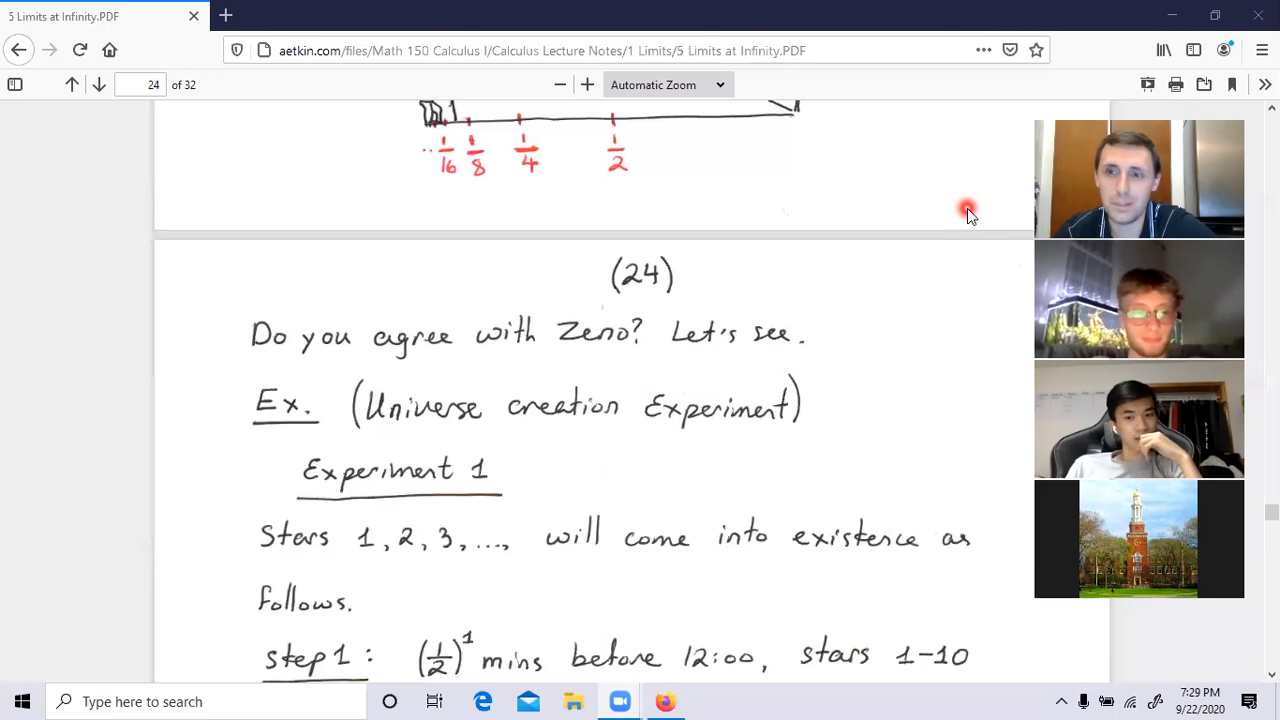 5 Limits at Infinity.PDF
aetkin.com/files/Math 150 Calculus I/Calculus Lecture Notes/1 Limits/5 Limits at Infinity.PDF
24 of 32
Automatic Zoom
1/16 1/8 1/4 1/2
(24)
Do you agree with Zeno? Let's see.
Ex. (Universe creation Experiment)
Experiment 1
Stars 1, 2, 3, ..., will come into existence as
follows.
step 1: (1/2)^1 mins before 12:00, stars 1-10
Type here to search
7:29 PM
9/22/2020